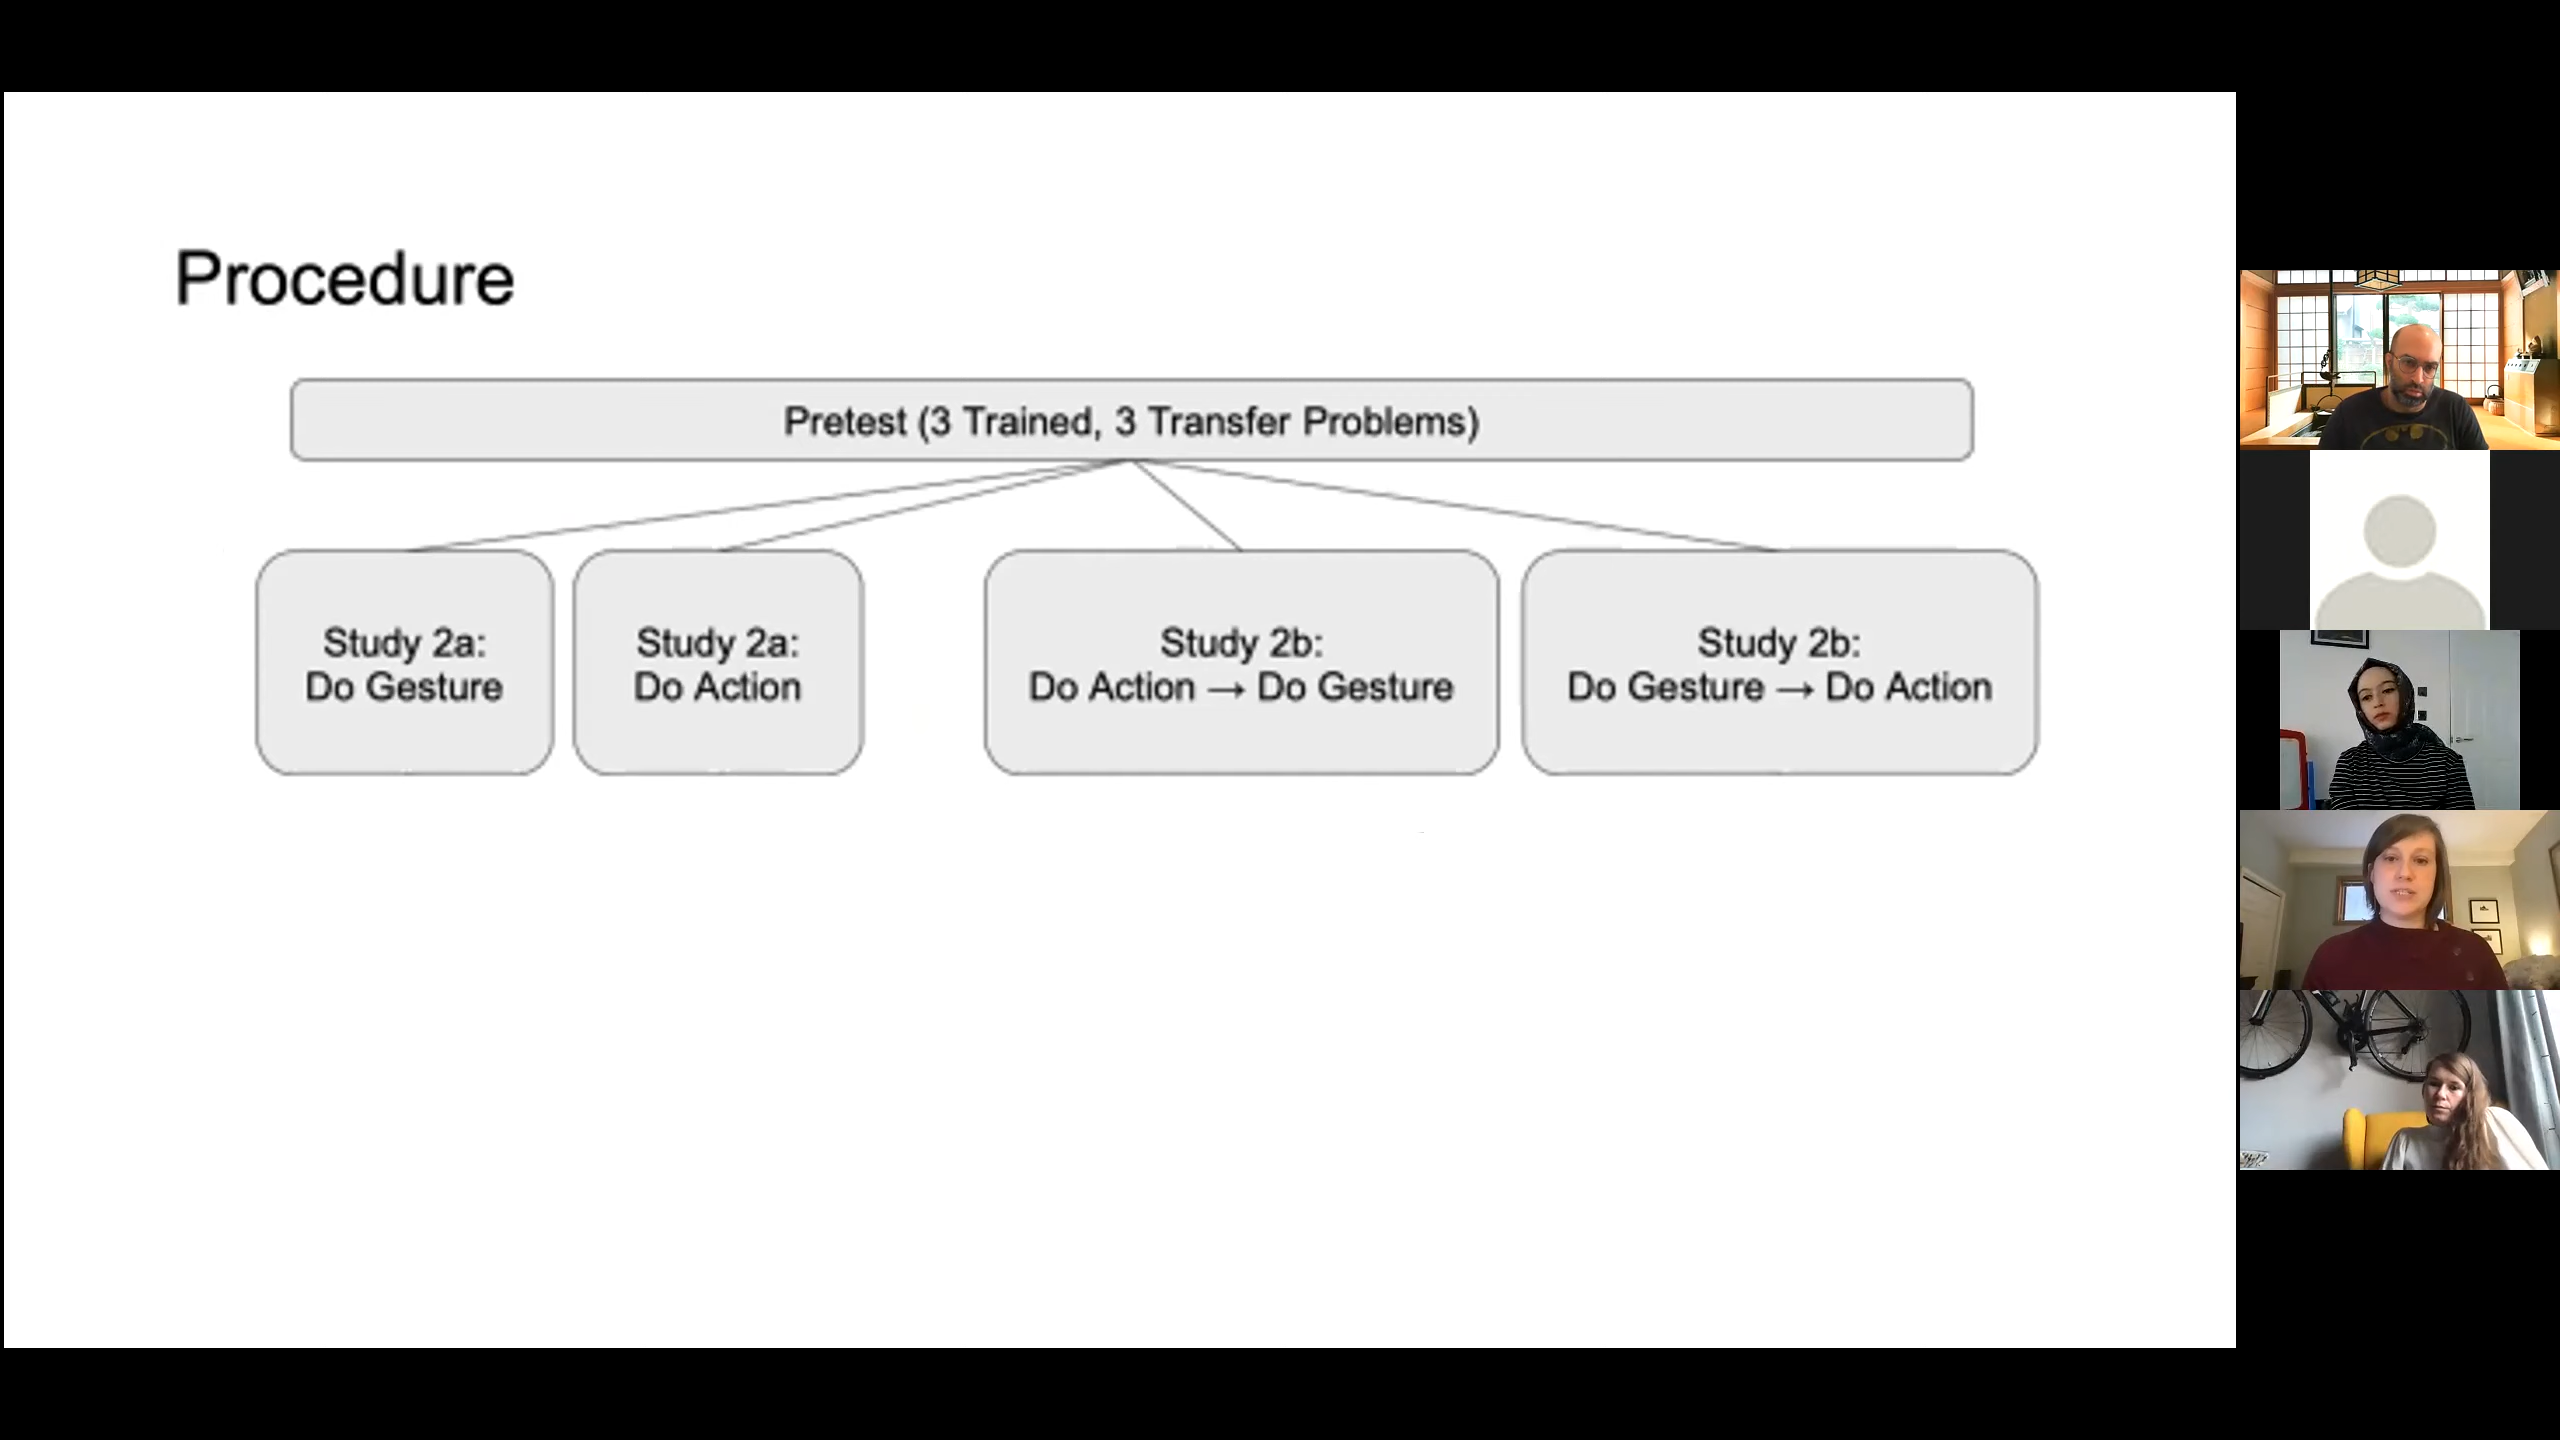 Procedure
Pretest (3 Trained, 3 Transfer Problems)
Study 2a:
Do Gesture
Study 2a:
Do Action
Study 2b:
Do Action → Do Gesture
Study 2b:
Do Gesture → Do Action